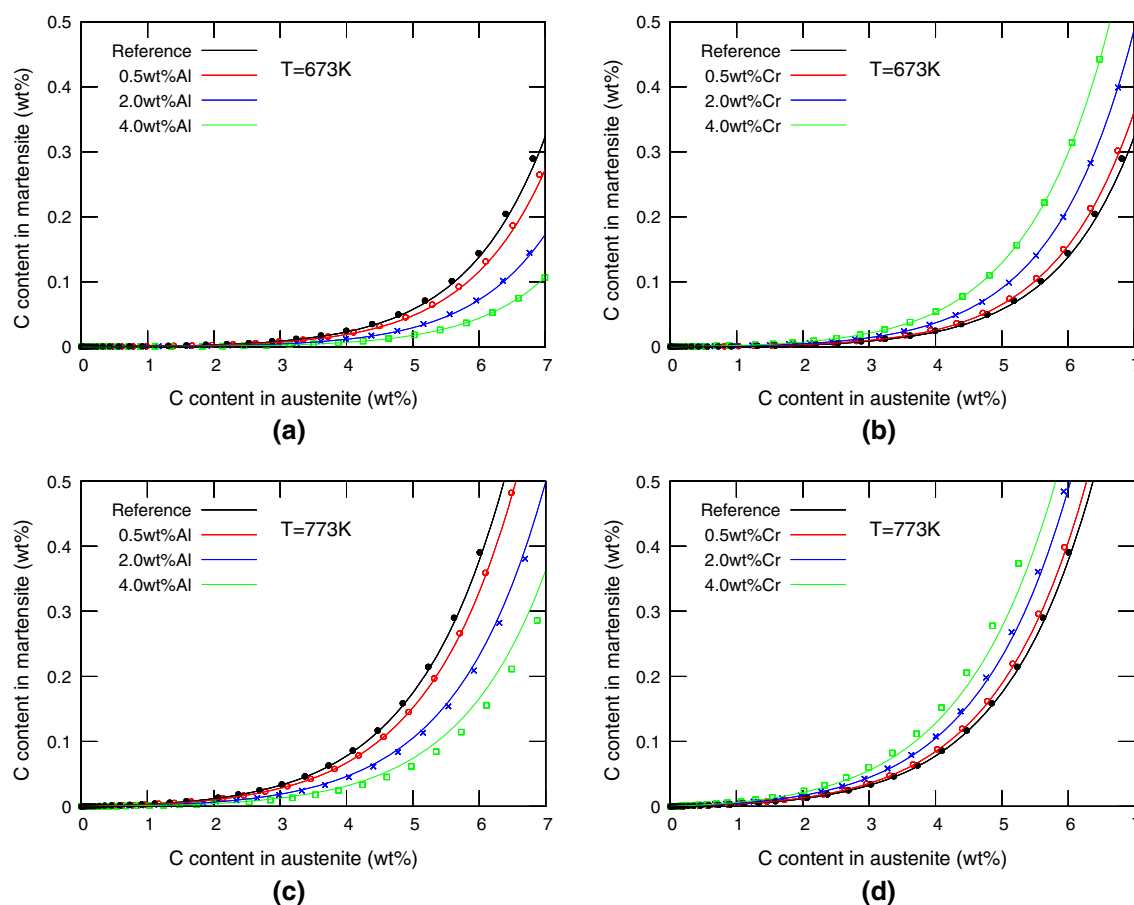 0.5
0.4
0.3
0.2
0.1
0
C content in martensite (wt%)
Reference
0.5wt%Al
2.0wt%Al
4.0wt%Al
T=673K
0 1 2 3 4 5 6 7
C content in austenite (wt%)
(a)
0.5
0.4
0.3
0.2
0.1
0
C content in martensite (wt%)
Reference
0.5wt%Cr
2.0wt%Cr
4.0wt%Cr
T=673K
0 1 2 3 4 5 6 7
C content in austenite (wt%)
(b)
0.5
0.4
0.3
0.2
0.1
0
C content in martensite (wt%)
Reference
0.5wt%Al
2.0wt%Al
4.0wt%Al
T=773K
0 1 2 3 4 5 6 7
C content in austenite (wt%)
(c)
0.5
0.4
0.3
0.2
0.1
0
C content in martensite (wt%)
Reference
0.5wt%Cr
2.0wt%Cr
4.0wt%Cr
T=773K
0 1 2 3 4 5 6 7
C content in austenite (wt%)
(d)